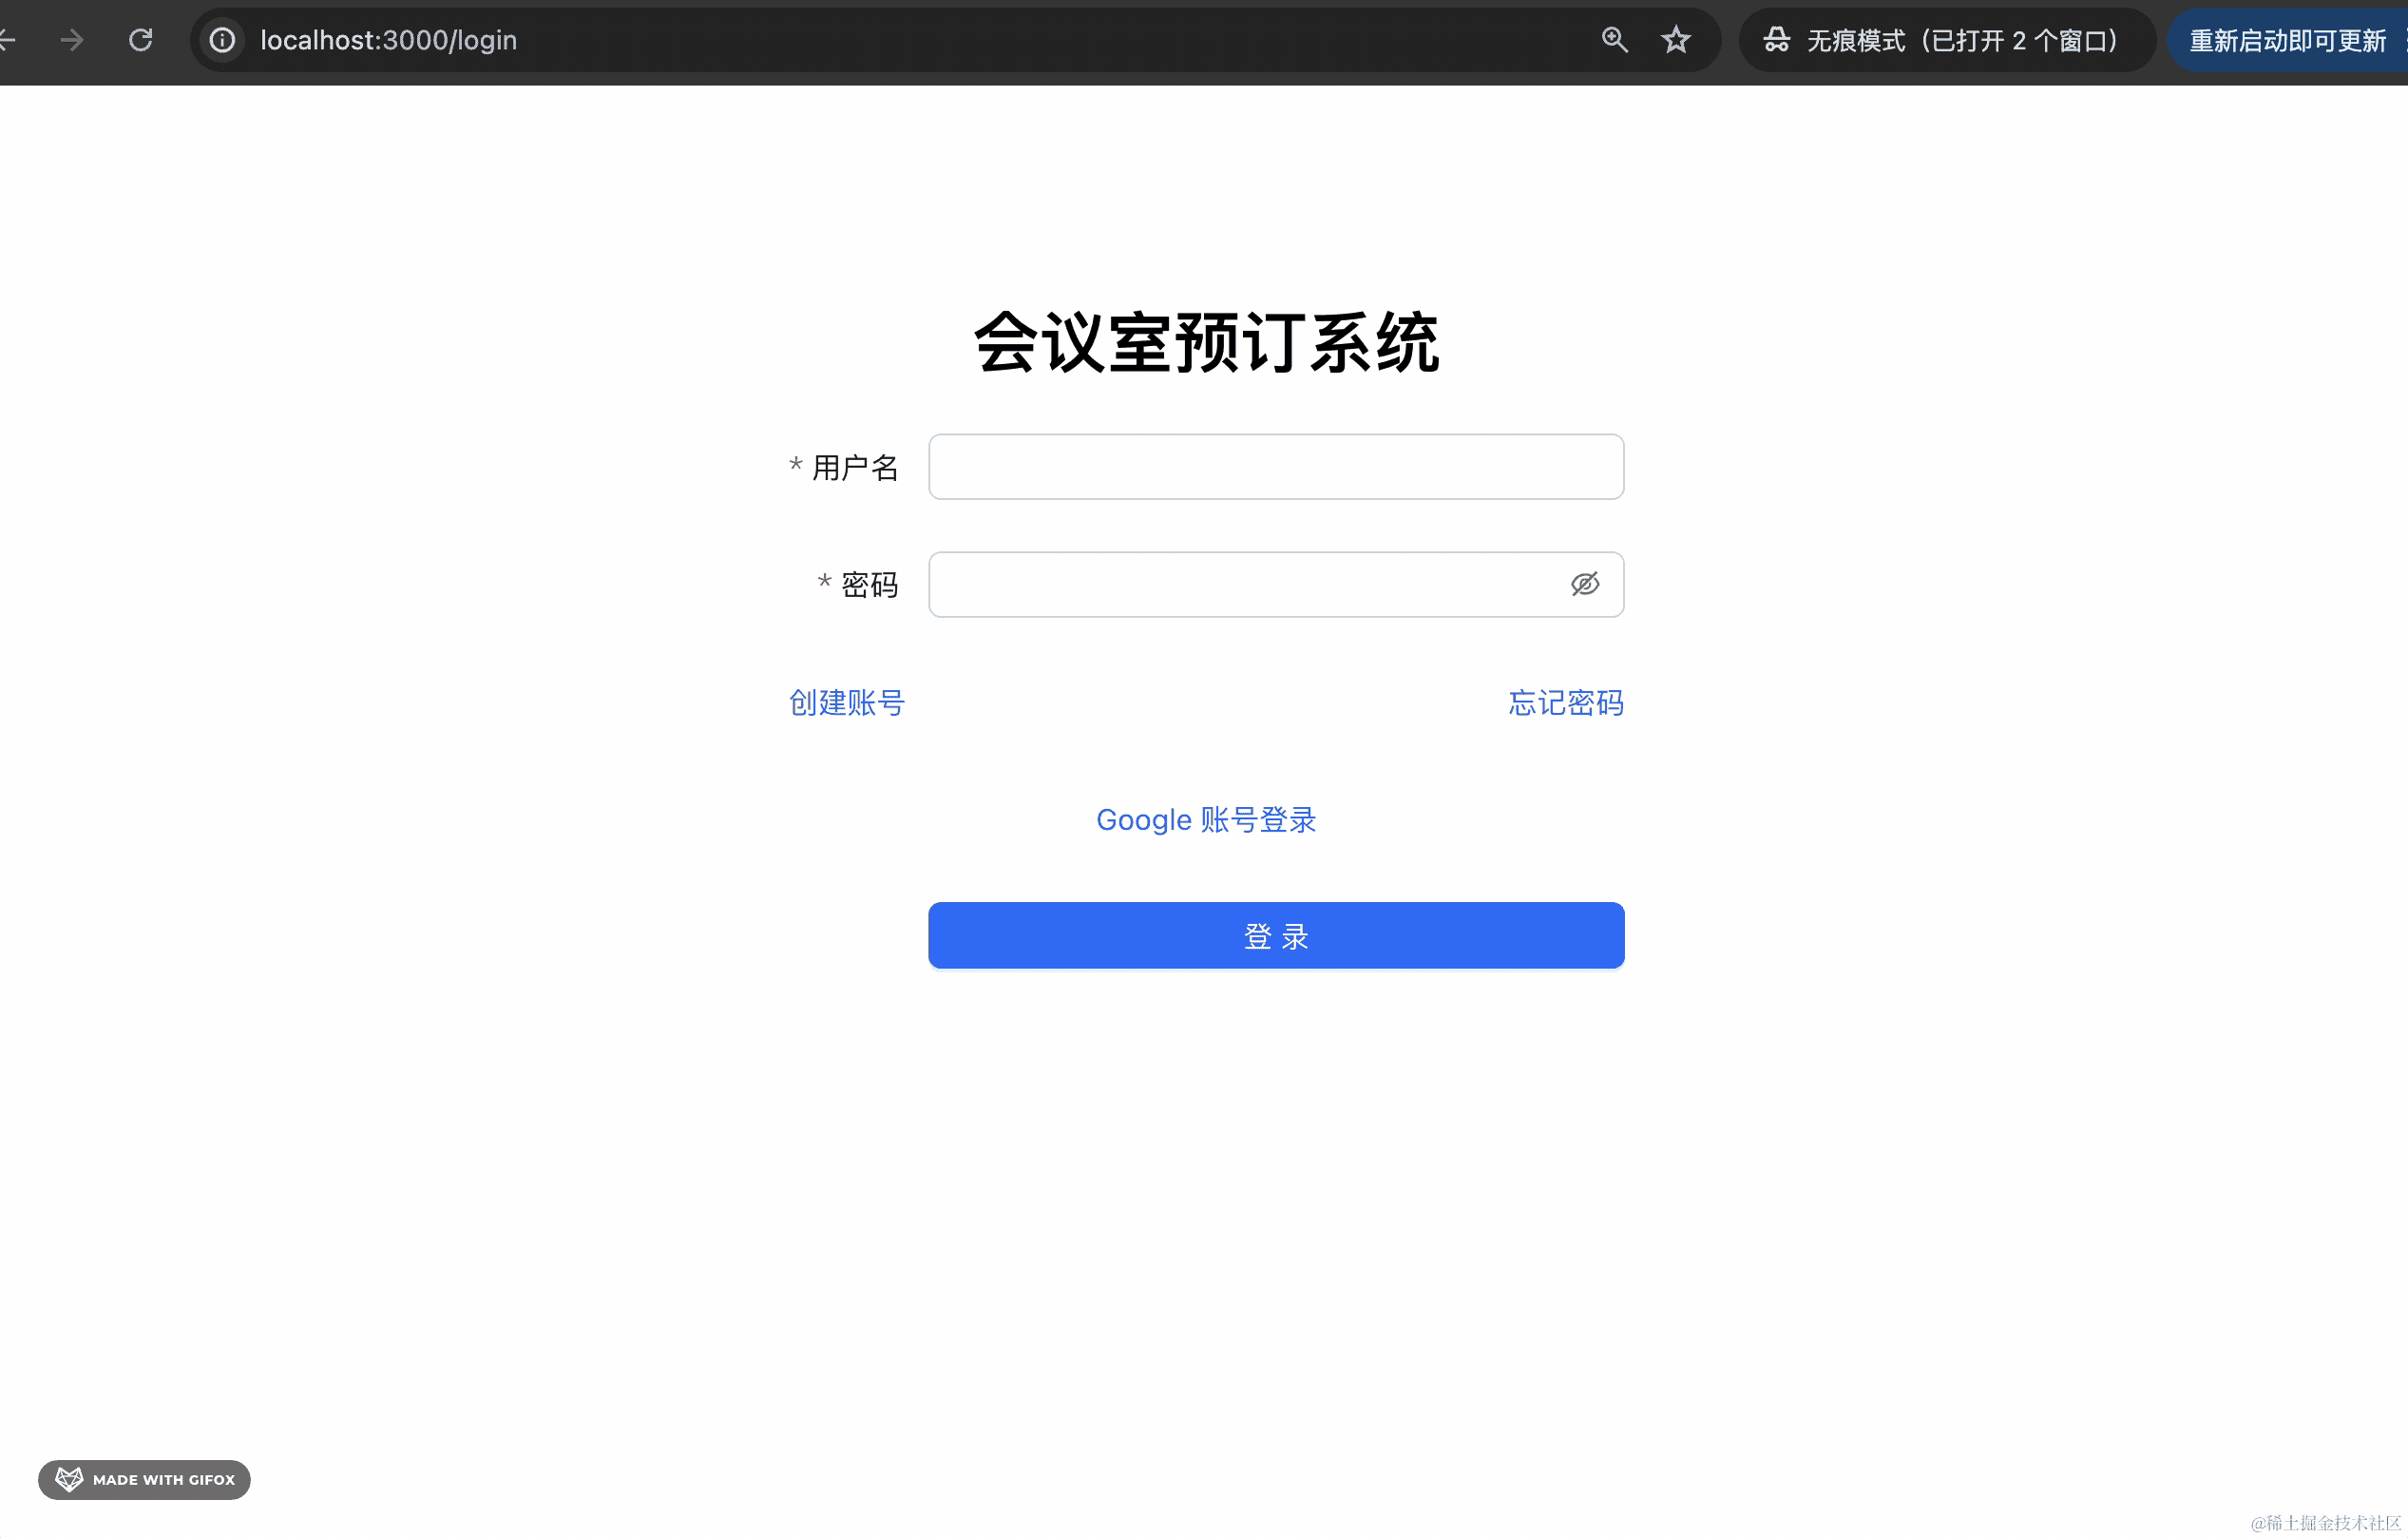 localhost:3000/login
无痕模式（已打开 2 个窗口）
重新启动即可更新
会议室预订系统
* 用户名
* 密码
创建账号 忘记密码
Google 账号登录
登 录
MADE WITH GIFOX
@稀土掘金技术社区